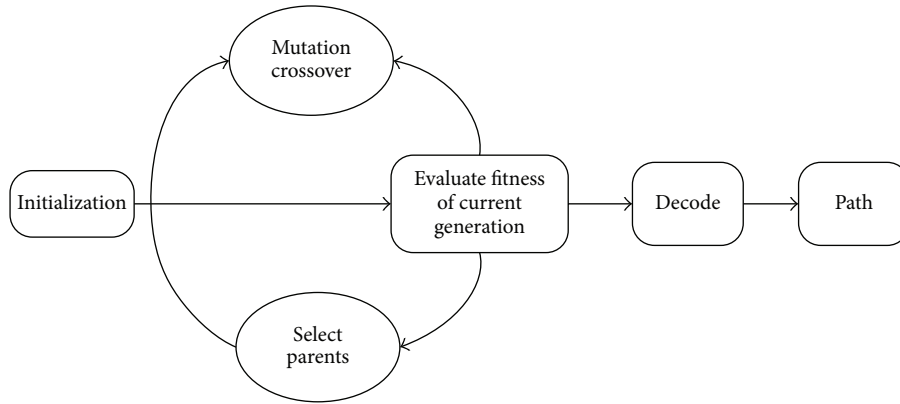 Mutation
crossover
Initialization
Evaluate fitness
of current
generation
Decode
Path
Select
parents